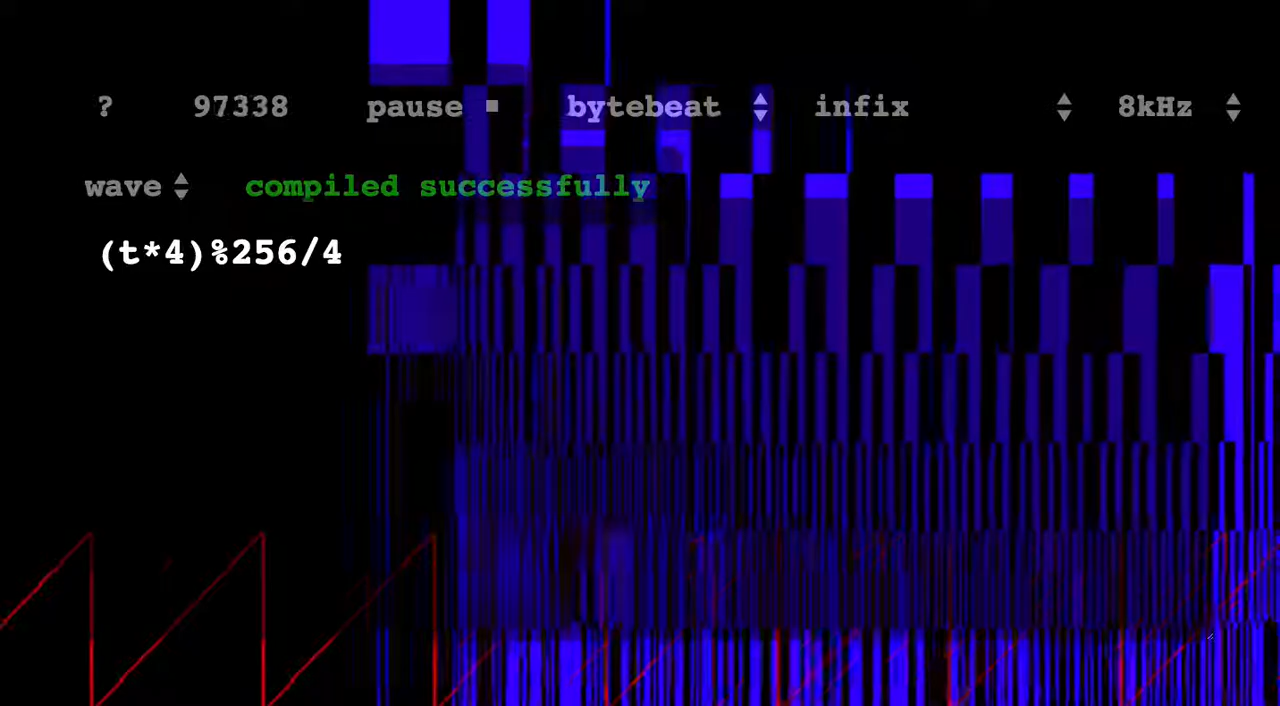 ? 97338 pause bytebeat infix 8kHz
wave compiled successfully
(t*4)%256/4